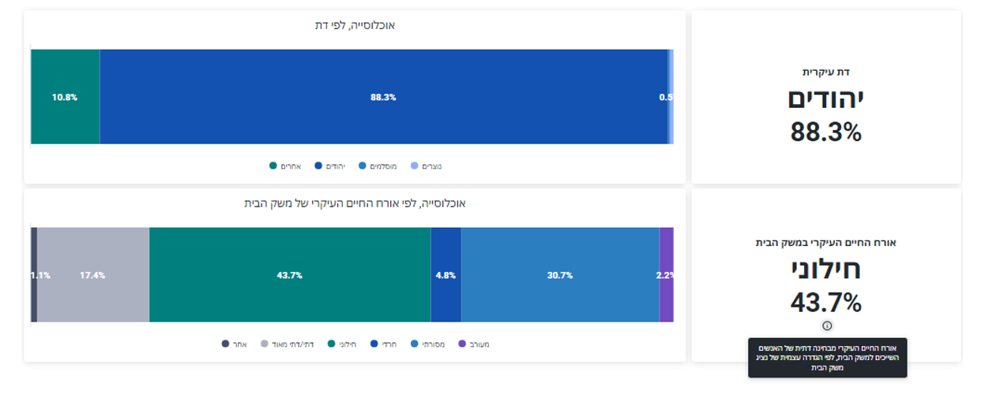 אוכלוסייה, לפי דת
10.8%
88.3%
0.5
אחרים
יהודים
מוסלמים
נוצרים
דת עיקרית
יהודים
88.3%
אוכלוסייה, לפי אורח החיים העיקרי של משק הבית
1.1%
17.4%
43.7%
4.8%
30.7%
2.2%
אחר
דתי/דתי מאוד
חילוני
חרדי
מסורתי
מעורב
אורח החיים העיקרי במשק הבית
חילוני
43.7%
אורח החיים העיקרי מבחינה דתית של האנשים
השייכים למשק הבית, לפי הגדרה עצמית של נציג
משק הבית